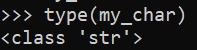 >>> type(my_char)
<class 'str'>